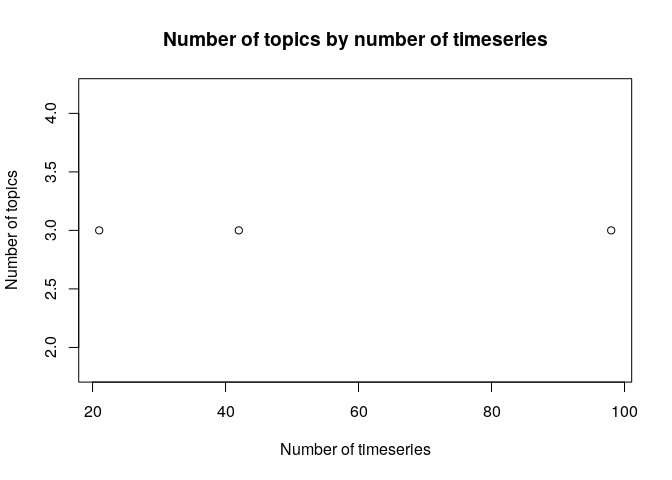 Number of topics by number of timeseries
Number of topics
4.0
3.5
3.0
2.5
2.0
20 40 60 80 100
Number of timeseries